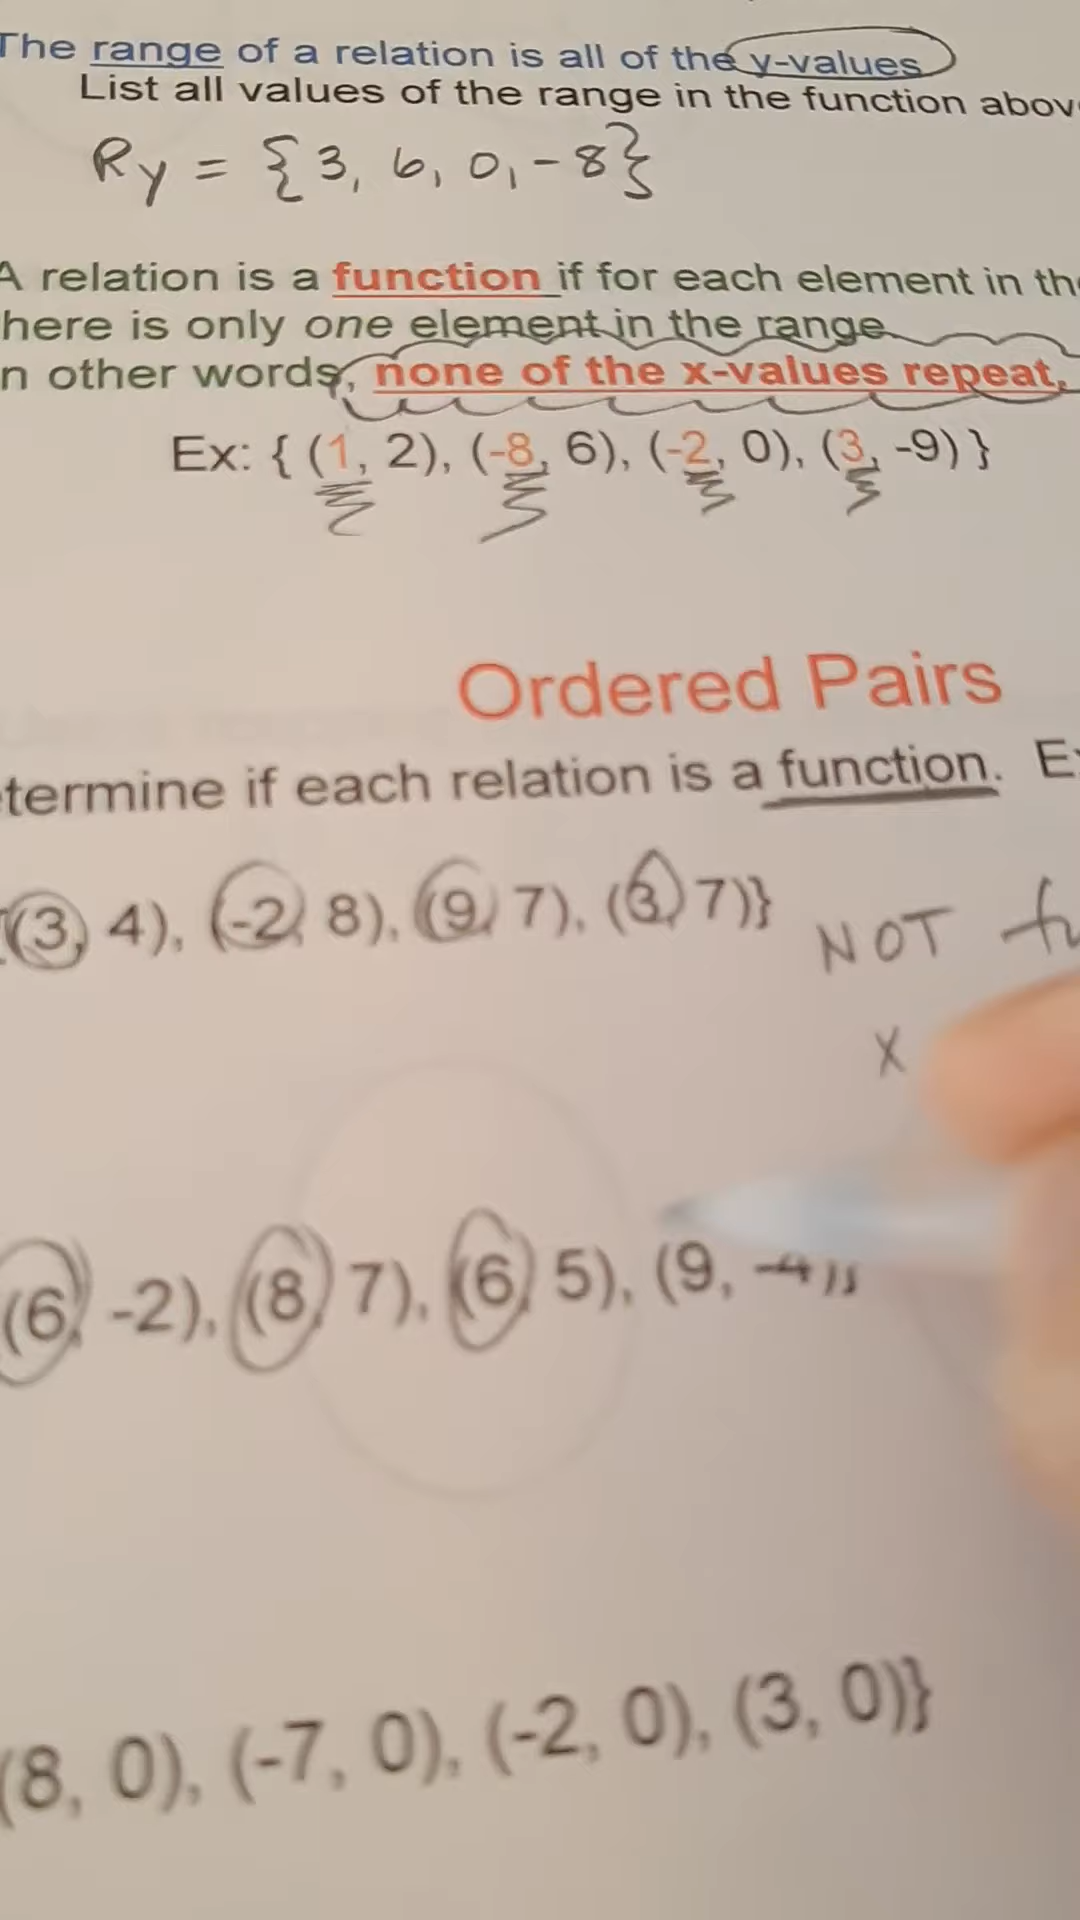 The range of a relation is all of the y-values
List all values of the range in the function abov
Ry = {3, 6, 0, -8}
A relation is a function if for each element in th
here is only one element in the range
n other words, none of the x-values repeat.
Ex: { (1, 2), (-8, 6), (-2, 0), (3, -9) }
Ordered Pairs
termine if each relation is a function. E
(3, 4), (-2, 8), (9, 7), (3, 7)} NOT fu
x
(6, -2), (8, 7), (6, 5), (9, -4)}
(8, 0), (-7, 0), (-2, 0), (3, 0)}